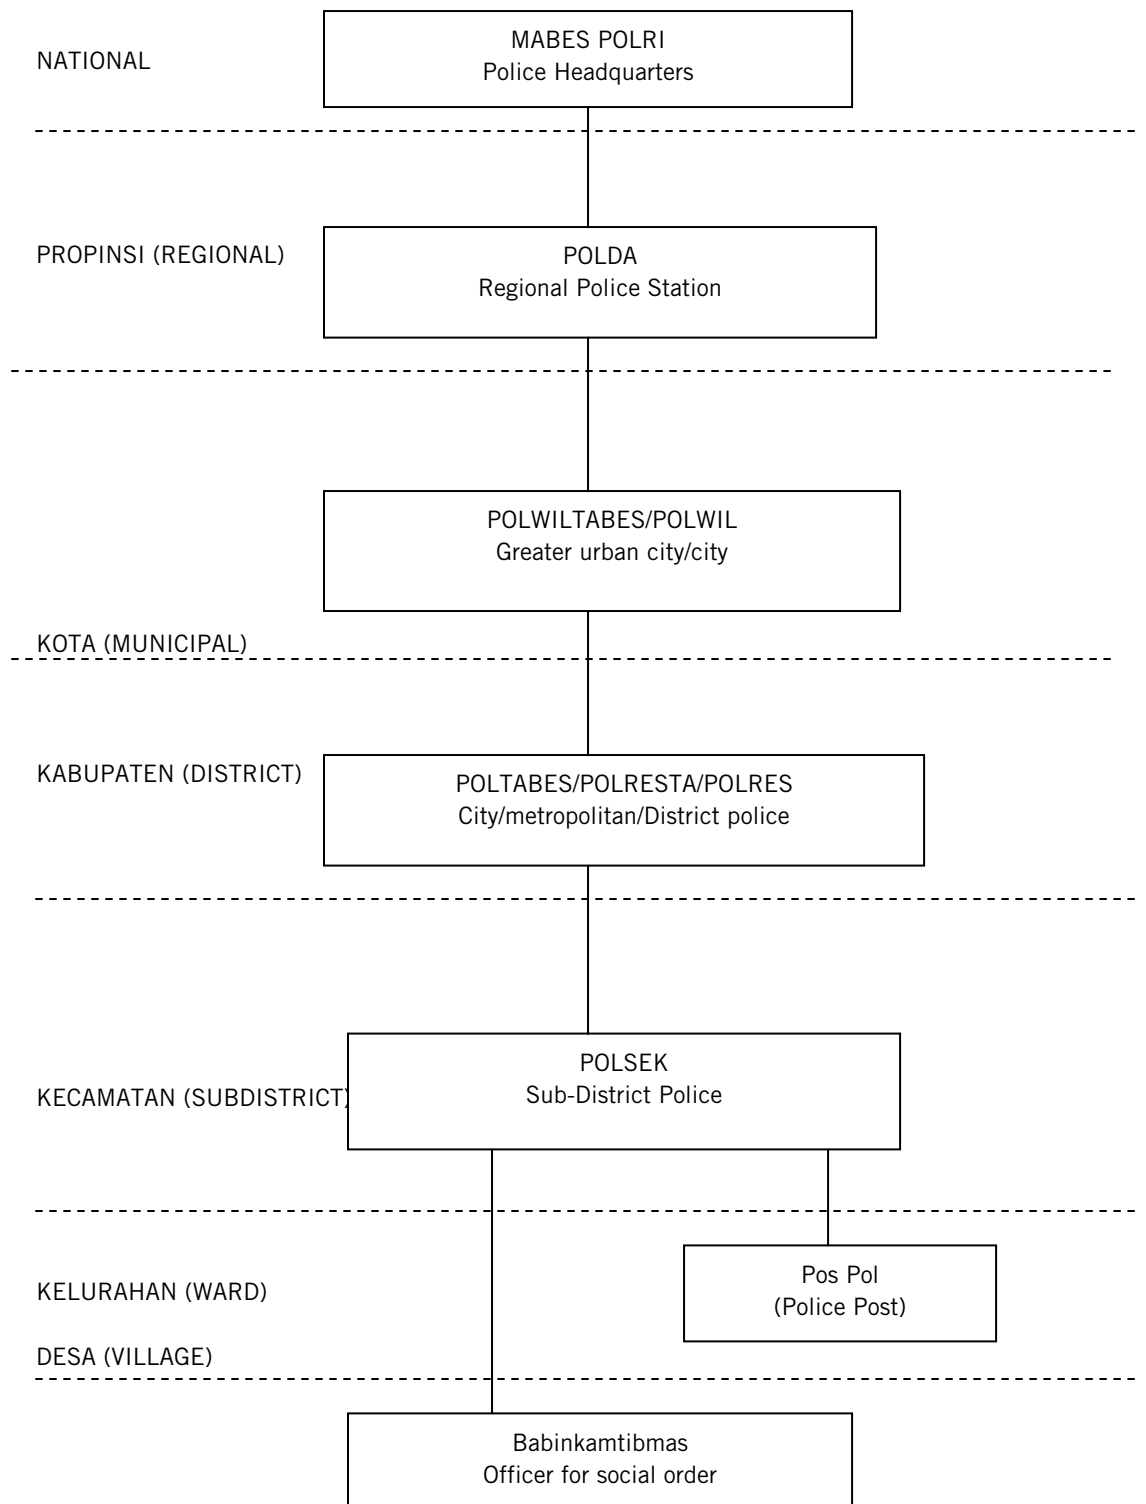 MABES POLRI
Police Headquarters
NATIONAL
PROPINSI (REGIONAL)
POLDA
Regional Police Station
POLWILTABES/POLWIL
Greater urban city/city
KOTA (MUNICIPAL)
KABUPATEN (DISTRICT)
POLTABES/POLRESTA/POLRES
City/metropolitan/District police
POLSEK
Sub-District Police
KECAMATAN (SUBDISTRICT)
Pos Pol
(Police Post)
KELURAHAN (WARD)
DESA (VILLAGE)
Babinkamtibmas
Officer for social order